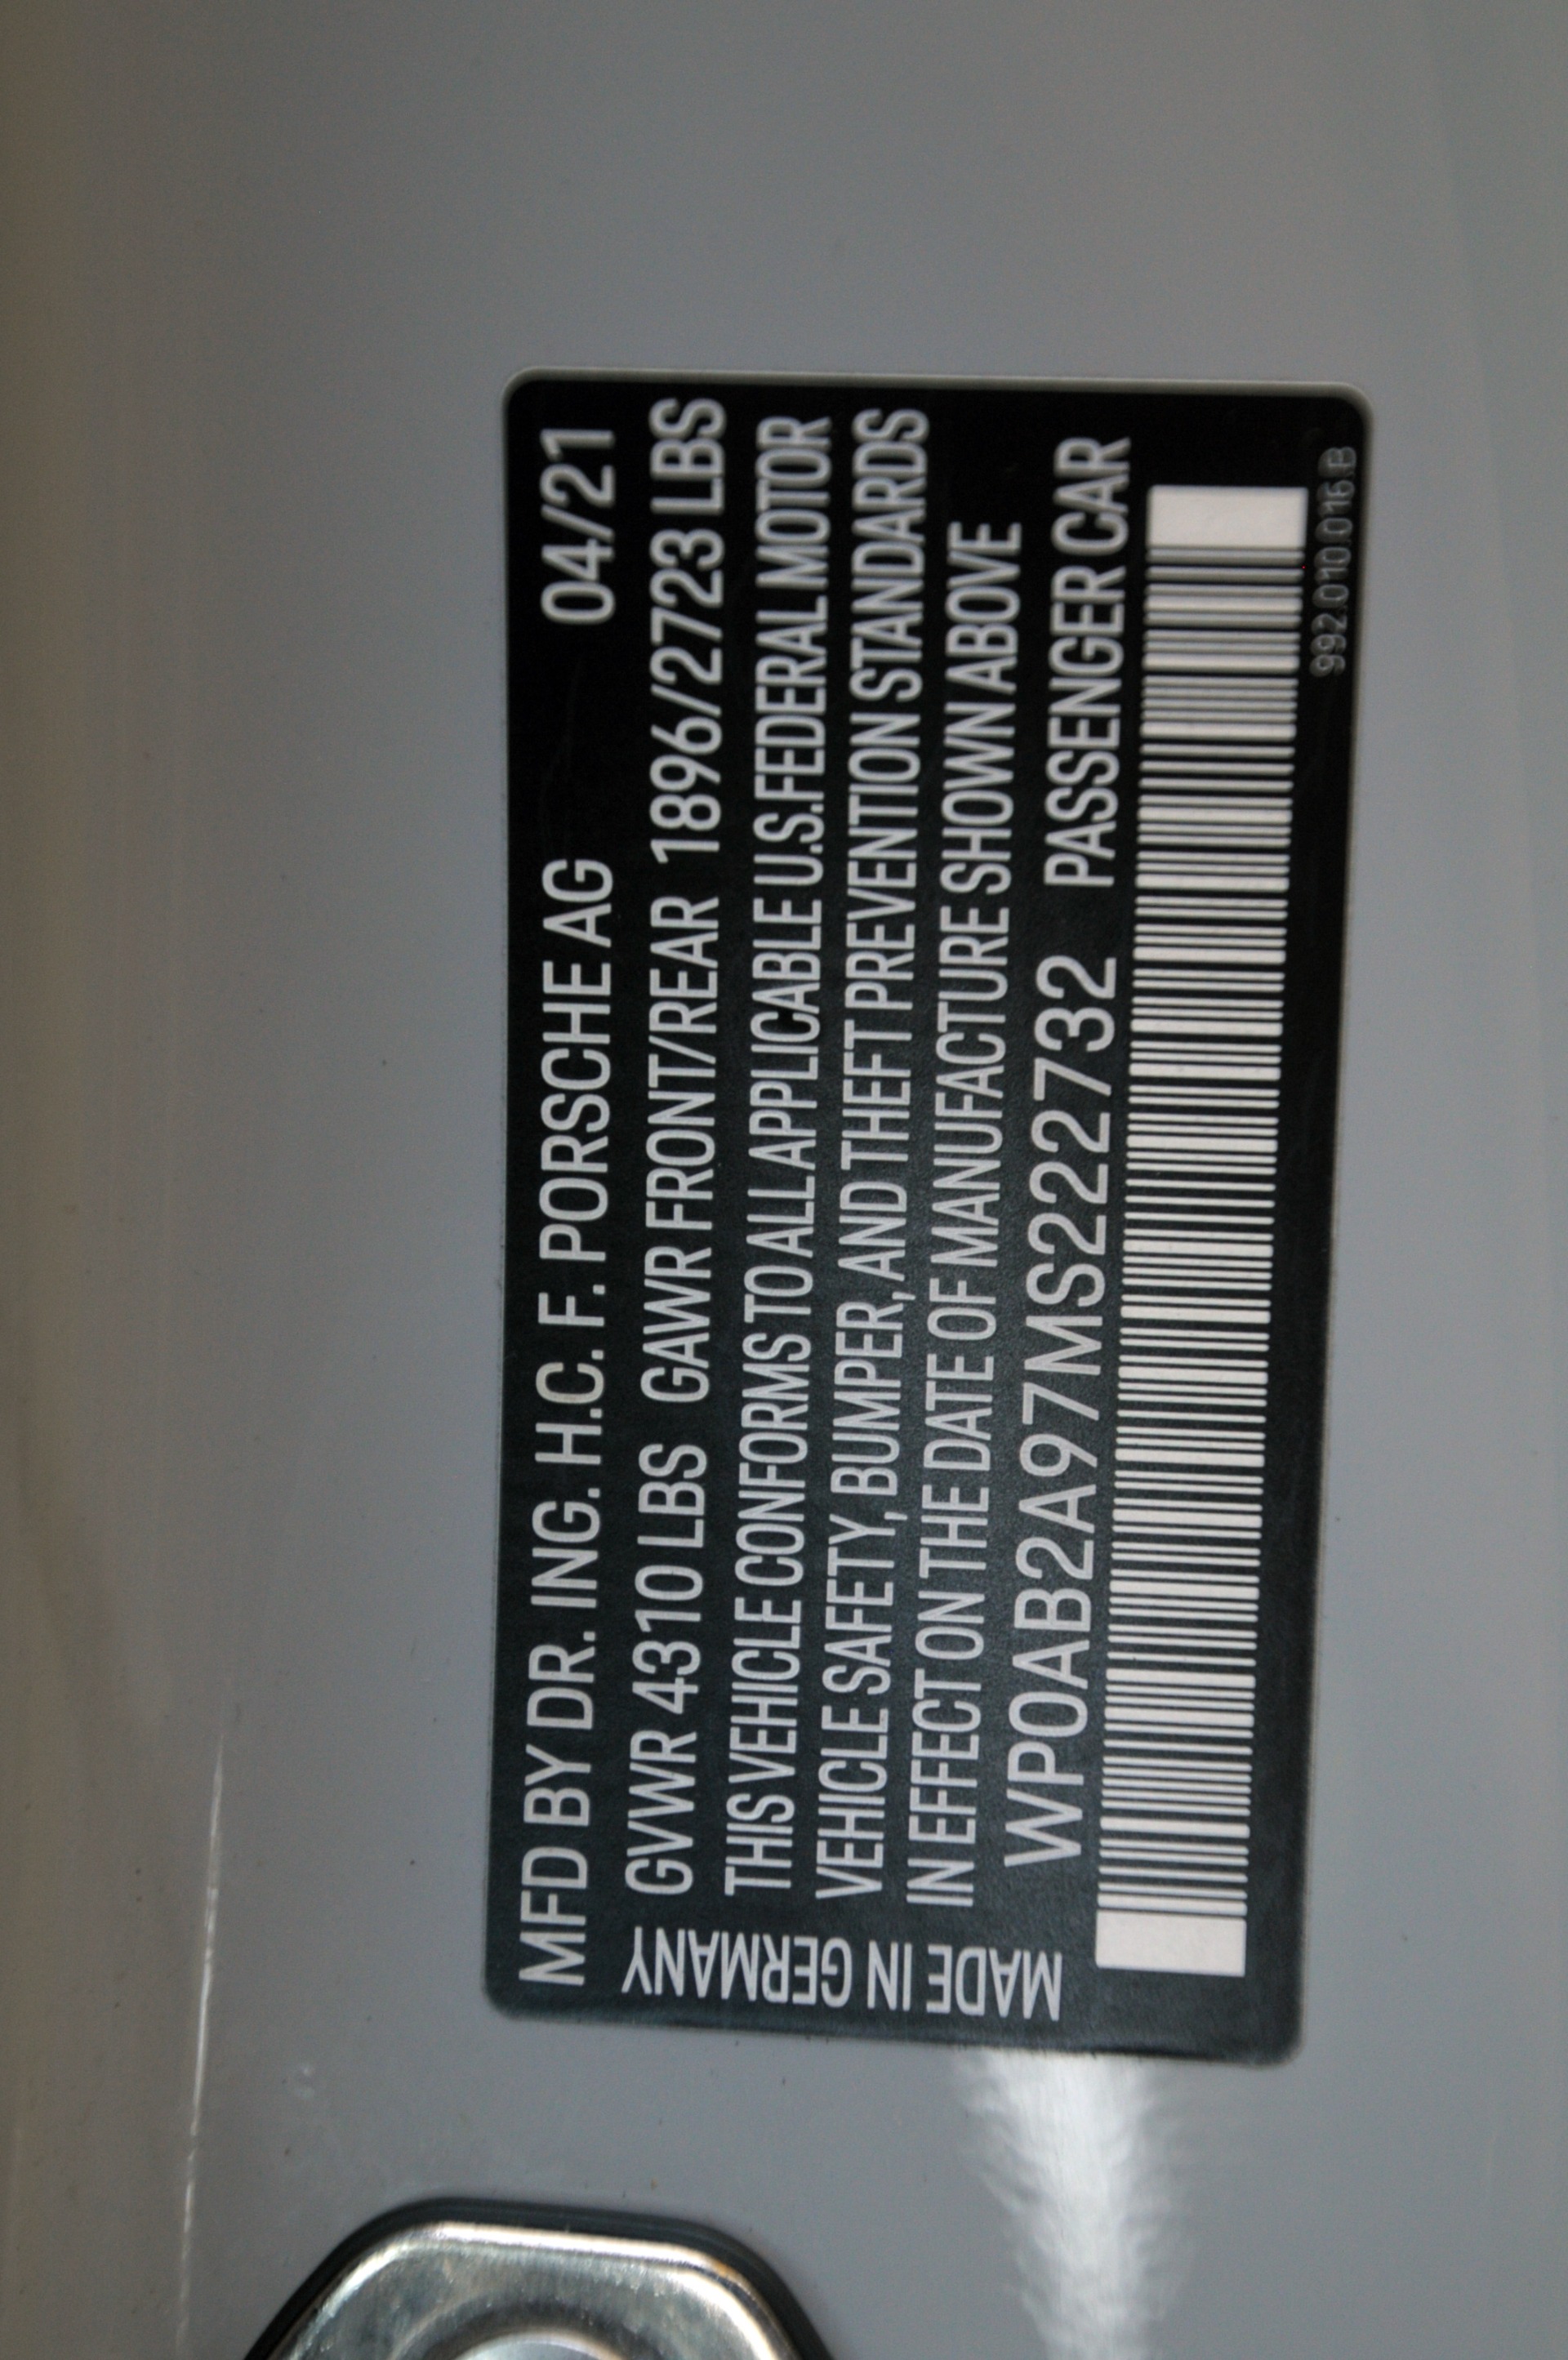 MFD BY DR. ING. H.C. F. PORSCHE AG 04/21
GVWR 4310 LBS GAWR FRONT/REAR 1896/2723 LBS
THIS VEHICLE CONFORMS TO ALL APPLICABLE U.S.FEDERAL MOTOR
VEHICLE SAFETY, BUMPER, AND THEFT PREVENTION STANDARDS
IN EFFECT ON THE DATE OF MANUFACTURE SHOWN ABOVE
WP0AB2A97MS222732 PASSENGER CAR
992.010.016.B
MADE IN GERMANY